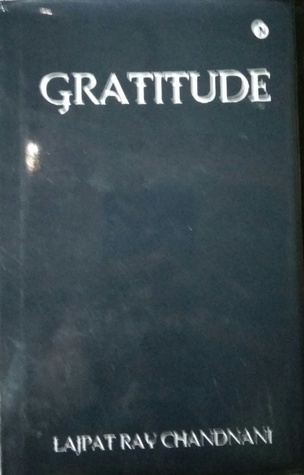 N
GRATITUDE
LAJPAT RAY CHANDNANI